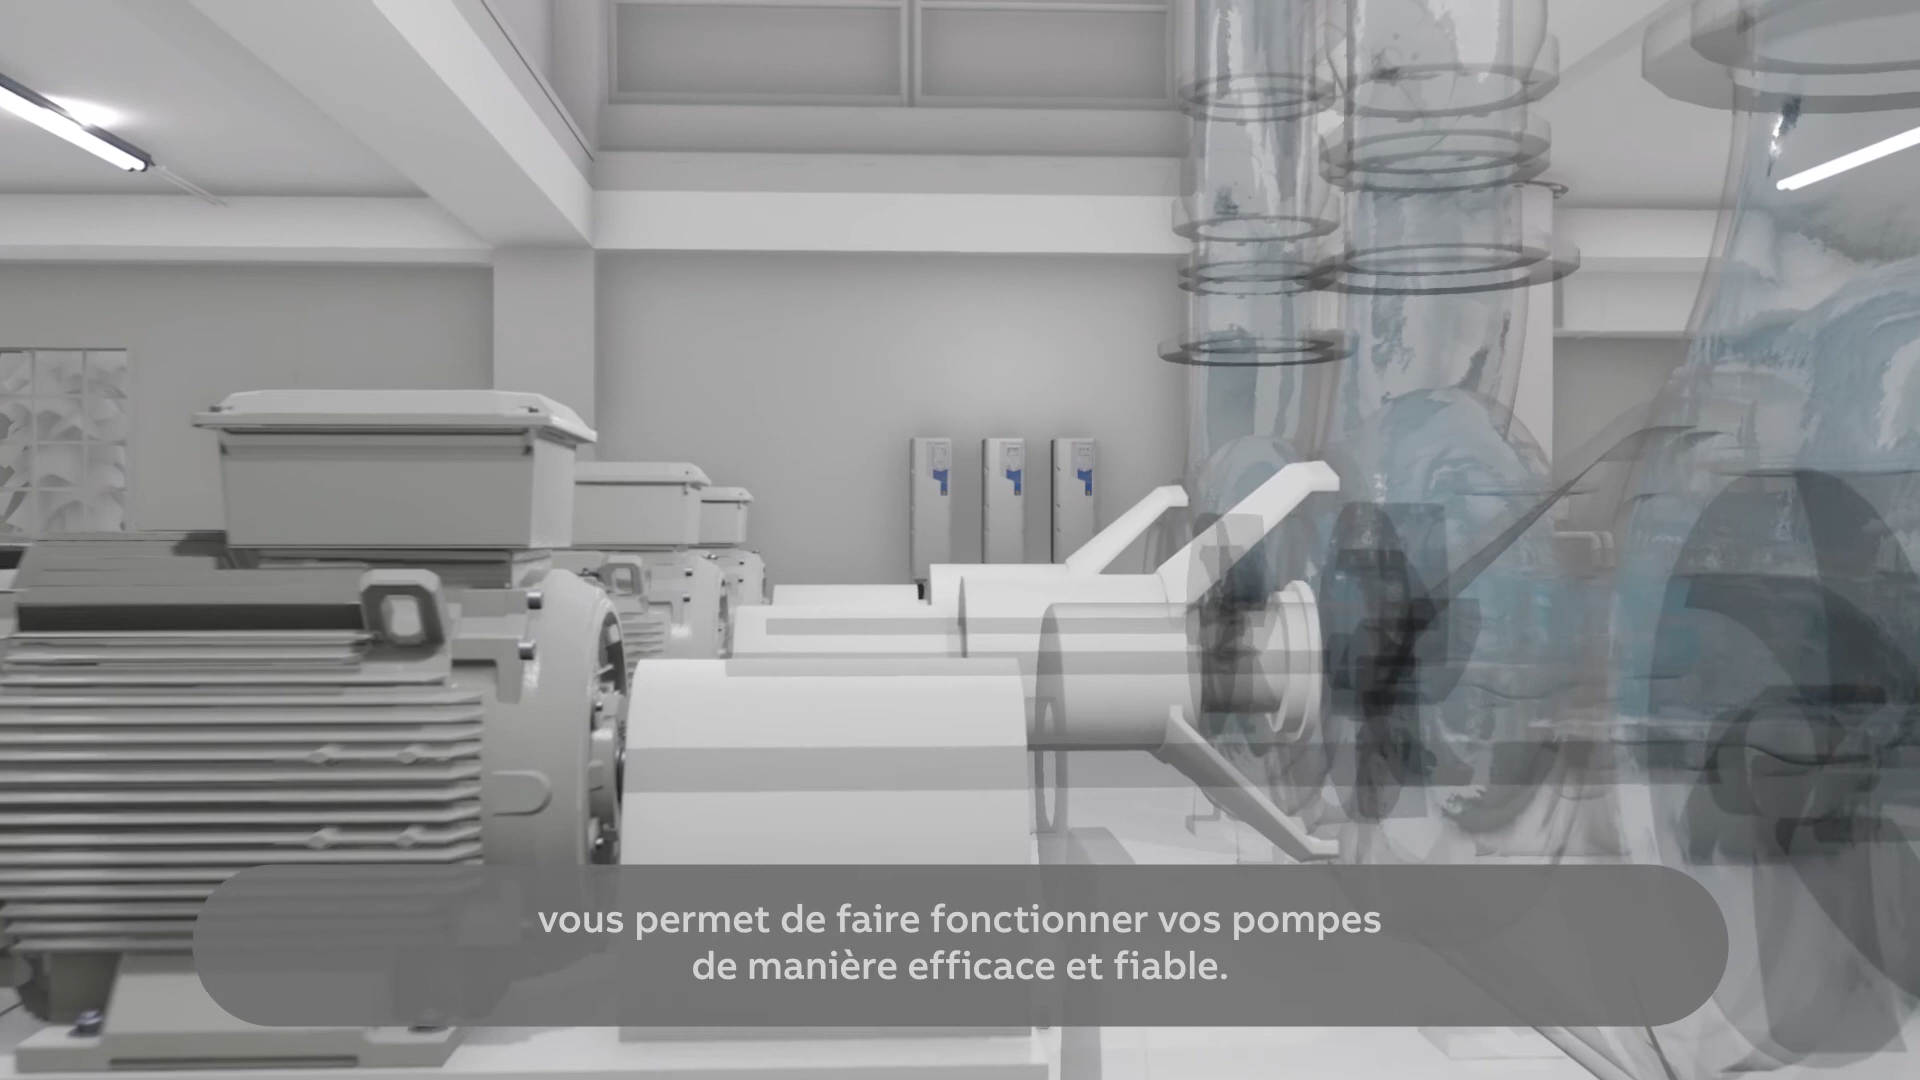 vous permet de faire fonctionner vos pompes
de manière efficace et fiable.